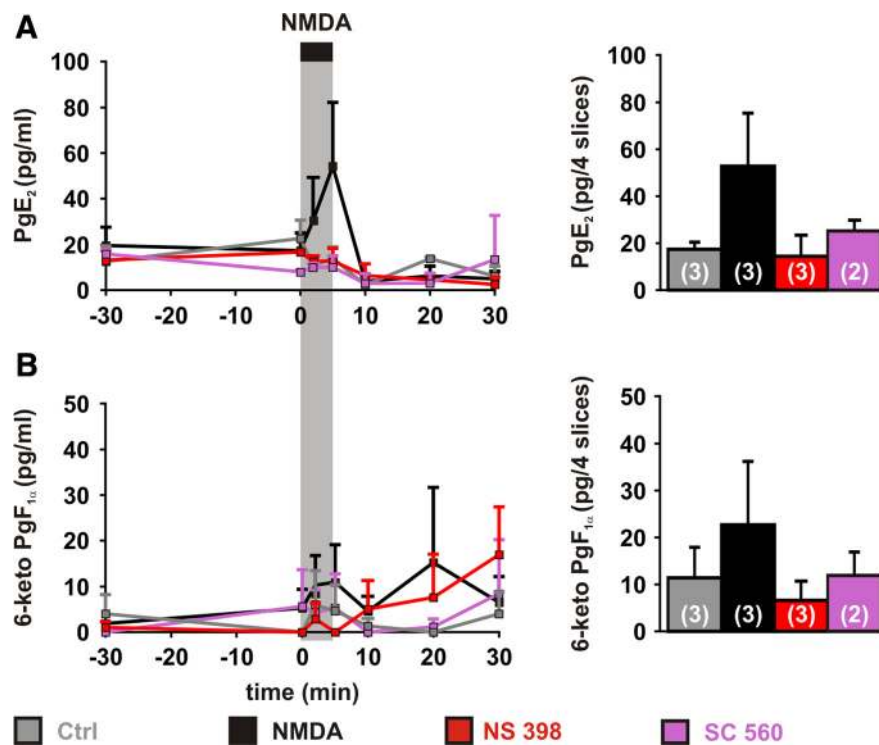 A
NMDA
PgE₂ (pg/ml)
100
80
60
40
20
0
-30 -20 -10 0 10 20 30
PgE₂ (pg/4 slices)
100
80
60
40
20
0
(3) (3) (3) (2)
B
6-keto PgF₁α (pg/ml)
50
40
30
20
10
0
-30 -20 -10 0 10 20 30
time (min)
6-keto PgF₁α (pg/4 slices)
50
40
30
20
10
0
(3) (3) (3) (2)
Ctrl NMDA NS 398 SC 560